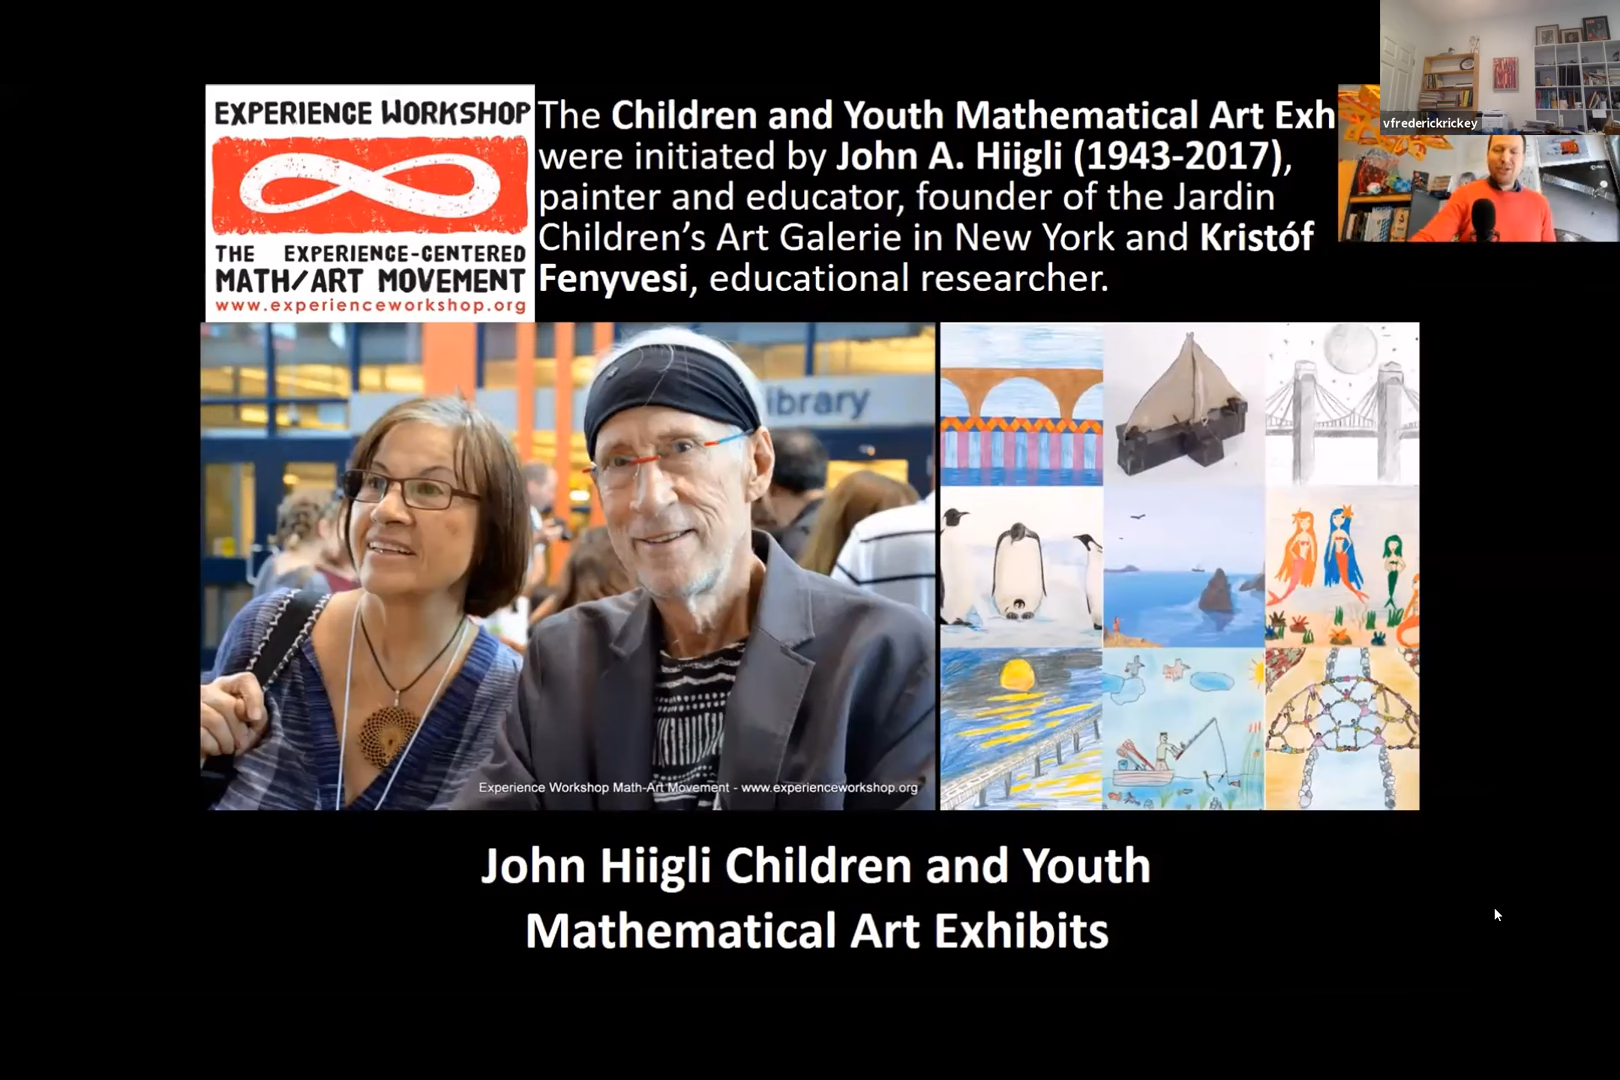 EXPERIENCE WORKSHOP
THE EXPERIENCE-CENTERED
MATH/ART MOVEMENT
www.experienceworkshop.org
The Children and Youth Mathematical Art Exh
were initiated by John A. Hiigli (1943-2017),
painter and educator, founder of the Jardin
Children's Art Galerie in New York and Kristóf
Fenyvesi, educational researcher.
vfrederickrickey
ibrary
Experience Workshop Math-Art Movement - www.experienceworkshop.org
John Hiigli Children and Youth
Mathematical Art Exhibits